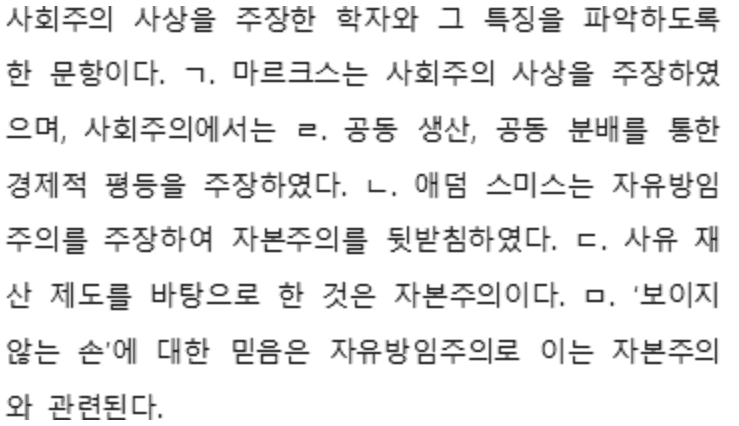 사회주의 사상을 주장한 학자와 그 특징을 파악하도록
한 문항이다. ㄱ. 마르크스는 사회주의 사상을 주장하였
으며, 사회주의에서는 ㄹ. 공동 생산, 공동 분배를 통한
경제적 평등을 주장하였다. ㄴ. 애덤 스미스는 자유방임
주의를 주장하여 자본주의를 뒷받침하였다. ㄷ. 사유 재
산 제도를 바탕으로 한 것은 자본주의이다. ㅁ. '보이지
않는 손'에 대한 믿음은 자유방임주의로 이는 자본주의
와 관련된다.